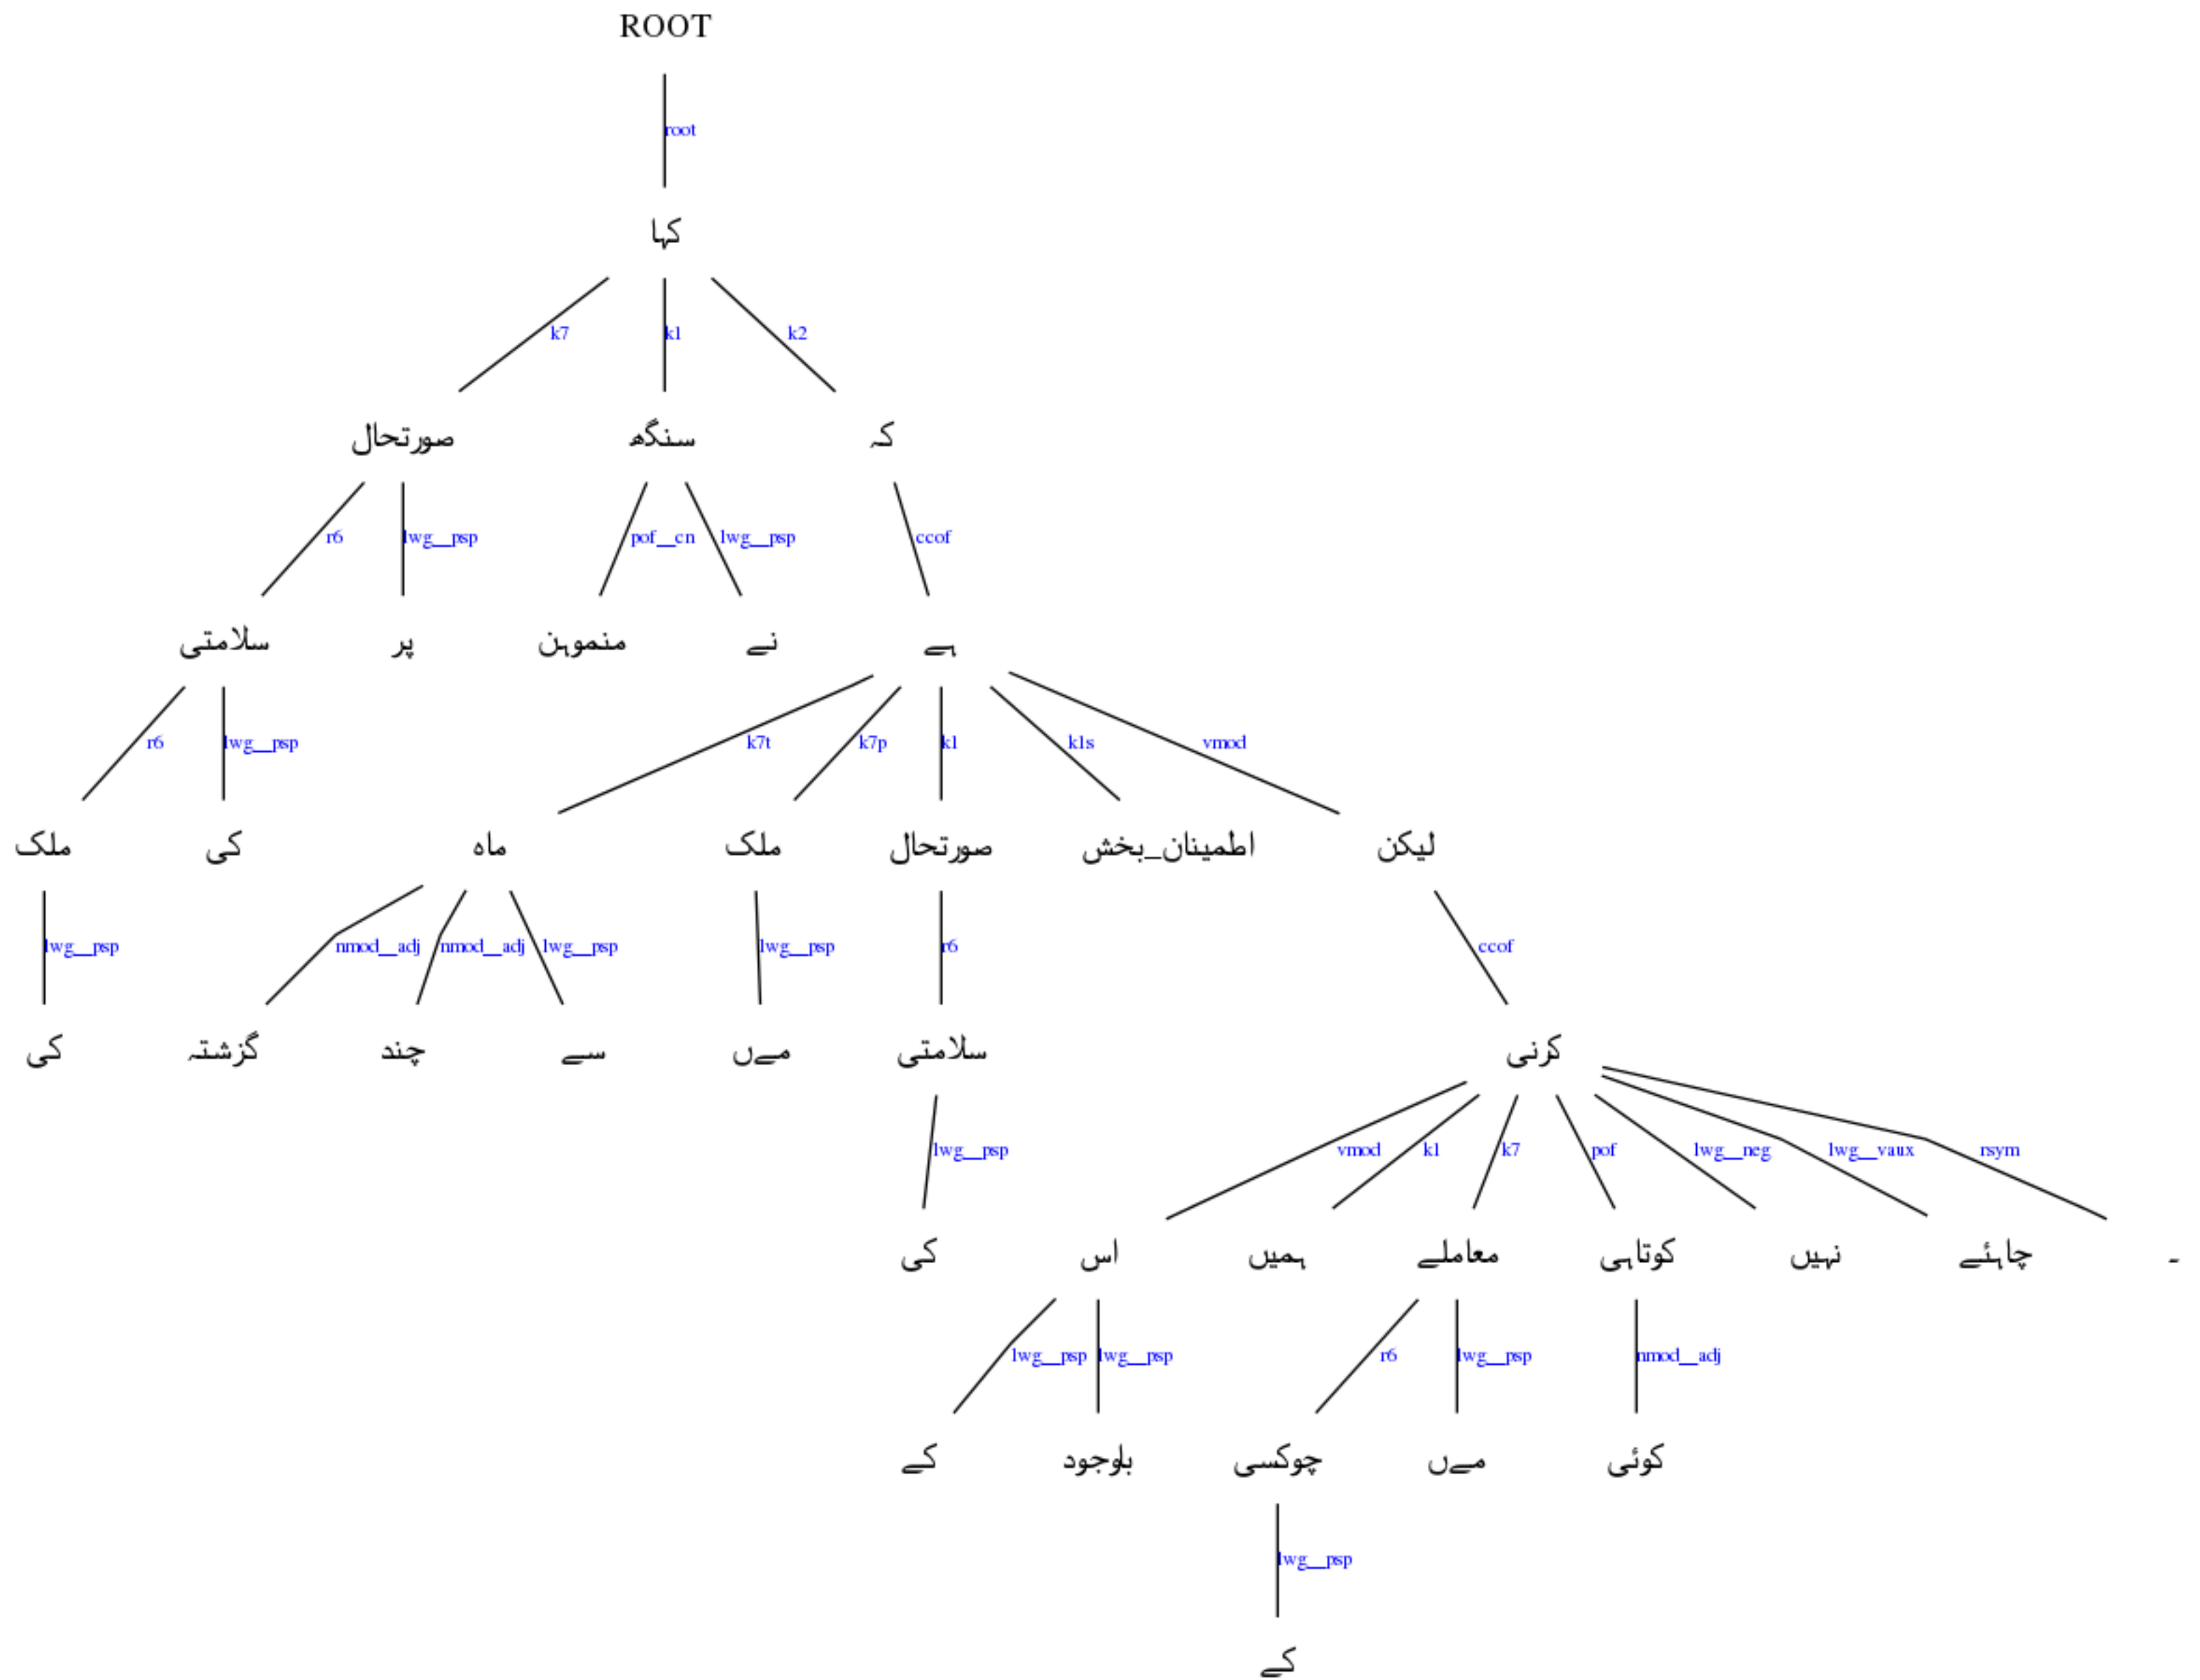 ROOT
root
کہا
k7 k1 k2
صورتحال سنگھ کہ
r6 lwg__psp pof__cn lwg__psp ccof
سلامتی پر منموہن نے ہے
r6 lwg__psp k7t k7p k1 k1s vmod
ملک کی ماہ ملک صورتحال اطمینان_بخش لیکن
lwg__psp nmod__adj nmod__adj lwg__psp lwg__psp r6 ccof
کی گزشتہ چند سے مےں سلامتی کرنی
lwg__psp vmod k1 k7 pof lwg__neg lwg__vaux rsym
کی اس ہمیں معاملے کوتاہی نہیں چاہئے ۔
lwg__psp lwg__psp r6 lwg__psp nmod__adj
کے باوجود چوکسی مےں کوئی
lwg__psp
کے